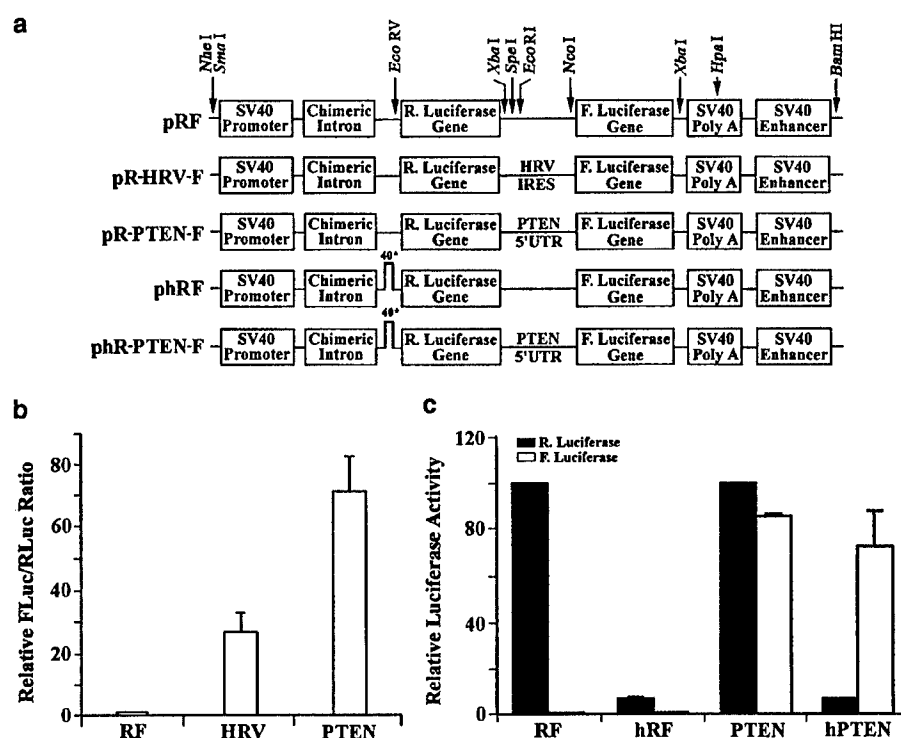 a
Nhe I
Sma I
Eco RV
Xba I
Spe I
Eco RI
Nco I
Xba I
Hpa I
Bam HI
pRF
SV40 Promoter
Chimeric Intron
R. Luciferase Gene
F. Luciferase Gene
SV40 Poly A
SV40 Enhancer
pR-HRV-F
SV40 Promoter
Chimeric Intron
R. Luciferase Gene
HRV IRES
F. Luciferase Gene
SV40 Poly A
SV40 Enhancer
pR-PTEN-F
SV40 Promoter
Chimeric Intron
R. Luciferase Gene
PTEN 5'UTR
F. Luciferase Gene
SV40 Poly A
SV40 Enhancer
40*
phRF
SV40 Promoter
Chimeric Intron
R. Luciferase Gene
F. Luciferase Gene
SV40 Poly A
SV40 Enhancer
40*
phR-PTEN-F
SV40 Promoter
Chimeric Intron
R. Luciferase Gene
PTEN 5'UTR
F. Luciferase Gene
SV40 Poly A
SV40 Enhancer
b
Relative FLuc/RLuc Ratio
80
60
40
20
0
RF HRV PTEN
c
Relative Luciferase Activity
120
80
40
0
R. Luciferase
F. Luciferase
RF hRF PTEN hPTEN